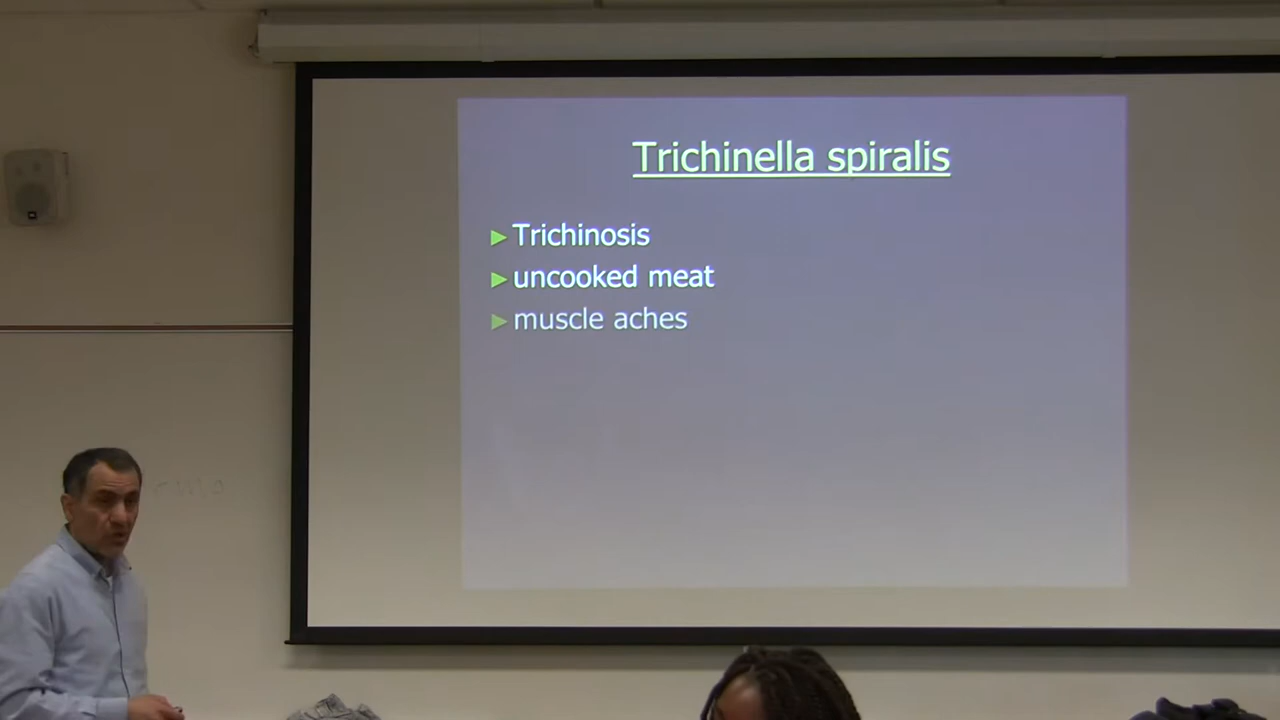 Trichinella spiralis
►Trichinosis
►uncooked meat
►muscle aches